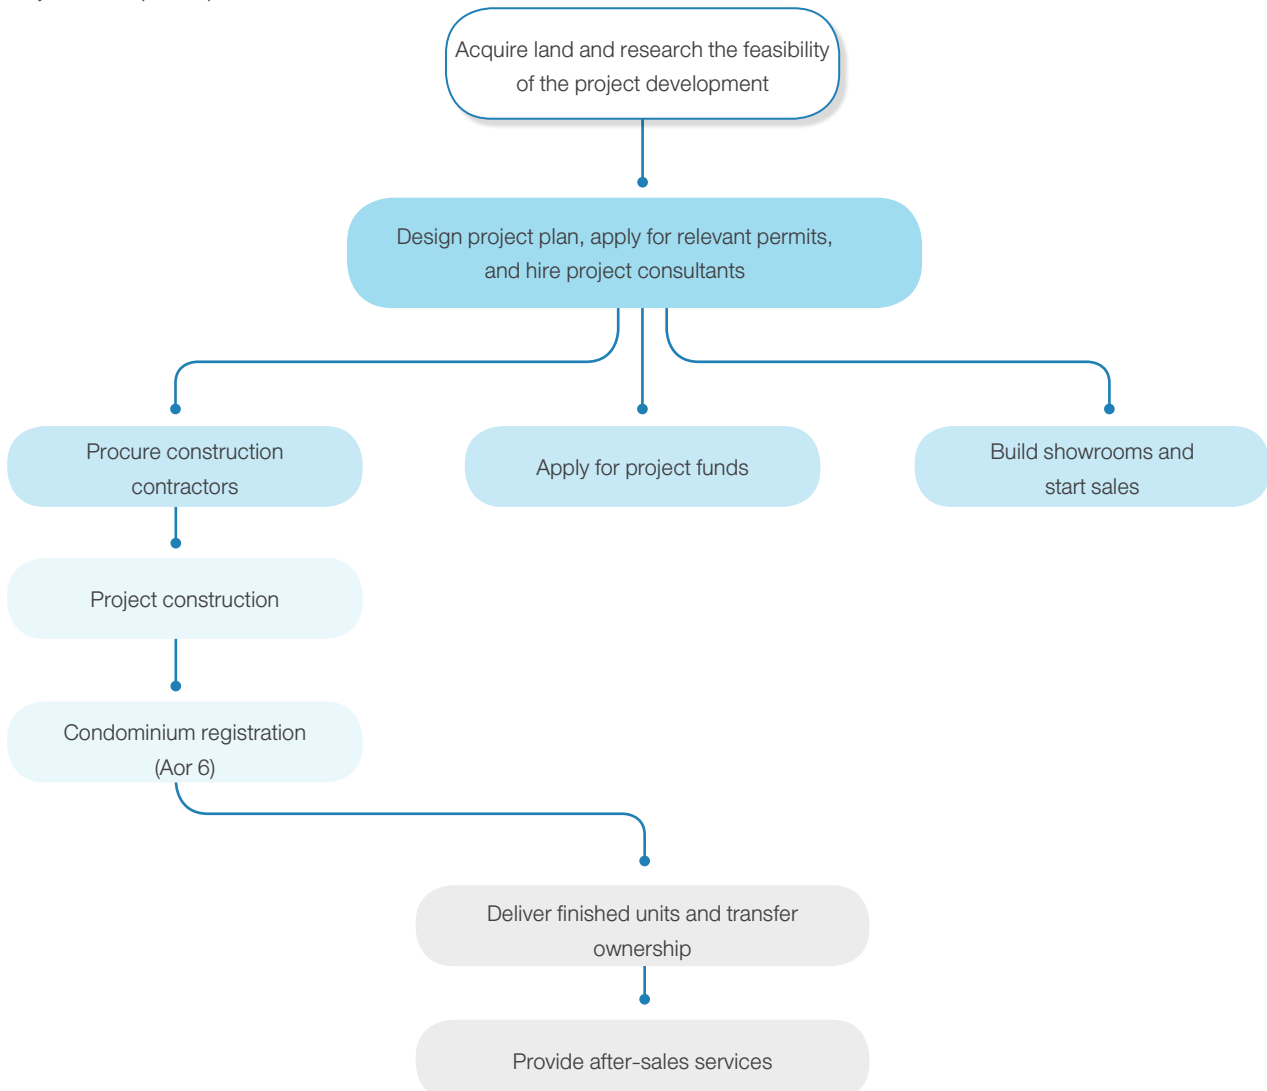 Acquire land and research the feasibility
of the project development
Design project plan, apply for relevant permits,
and hire project consultants
Procure construction
contractors
Apply for project funds
Build showrooms and
start sales
Project construction
Condominium registration
(Aor 6)
Deliver finished units and transfer
ownership
Provide after-sales services